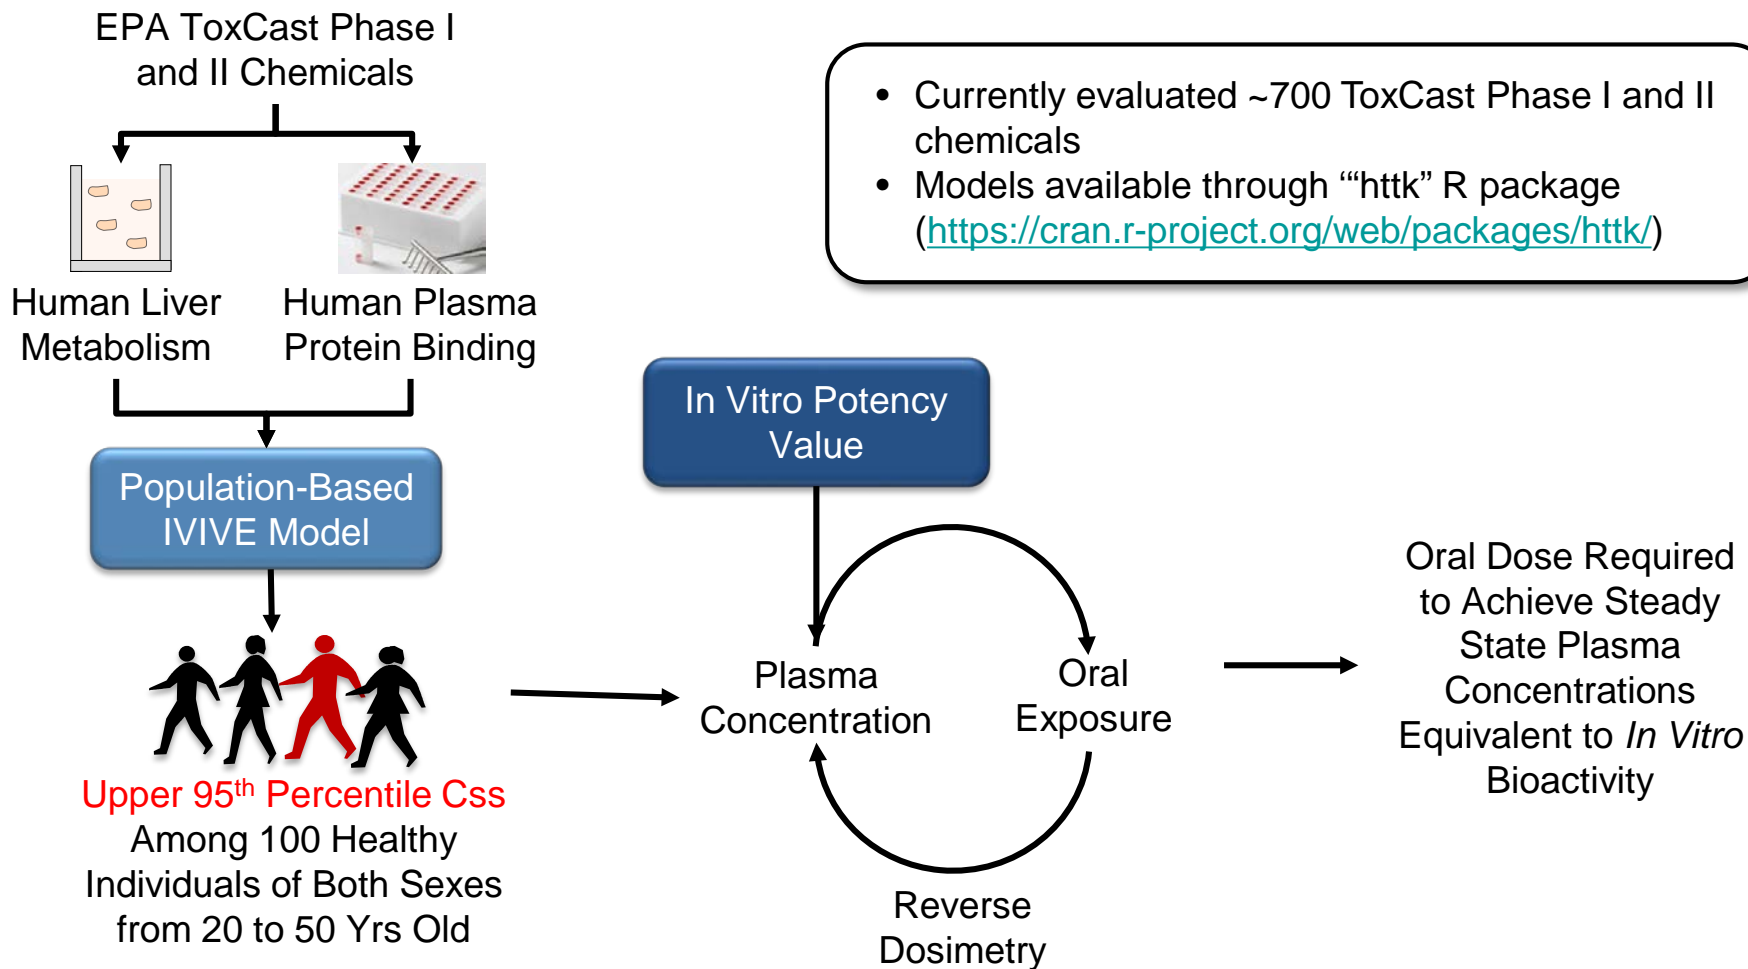 EPA ToxCast Phase I
and II Chemicals
• Currently evaluated ~700 ToxCast Phase I and II
chemicals
• Models available through “‘httk” R package
(https://cran.r-project.org/web/packages/httk/)
Human Liver
Metabolism
Human Plasma
Protein Binding
Population-Based
IVIVE Model
In Vitro Potency
Value
Upper 95th Percentile Css
Among 100 Healthy
Individuals of Both Sexes
from 20 to 50 Yrs Old
Plasma
Concentration
Oral
Exposure
Reverse
Dosimetry
Oral Dose Required
to Achieve Steady
State Plasma
Concentrations
Equivalent to In Vitro
Bioactivity